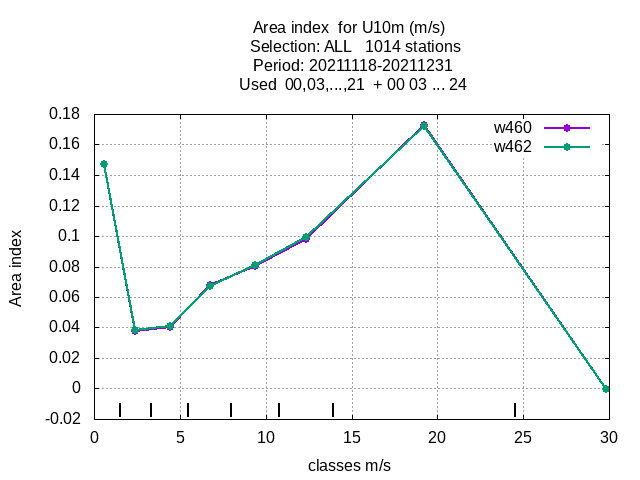 Area index  for U10m (m/s)
Selection: ALL   1014 stations
Period: 20211118-20211231
Used  00,03,...,21  + 00 03 ... 24
0.18
0.16
0.14
0.12
0.1
0.08
0.06
0.04
0.02
0
-0.02
Area index
w460
w462
0 5 10 15 20 25 30
classes m/s